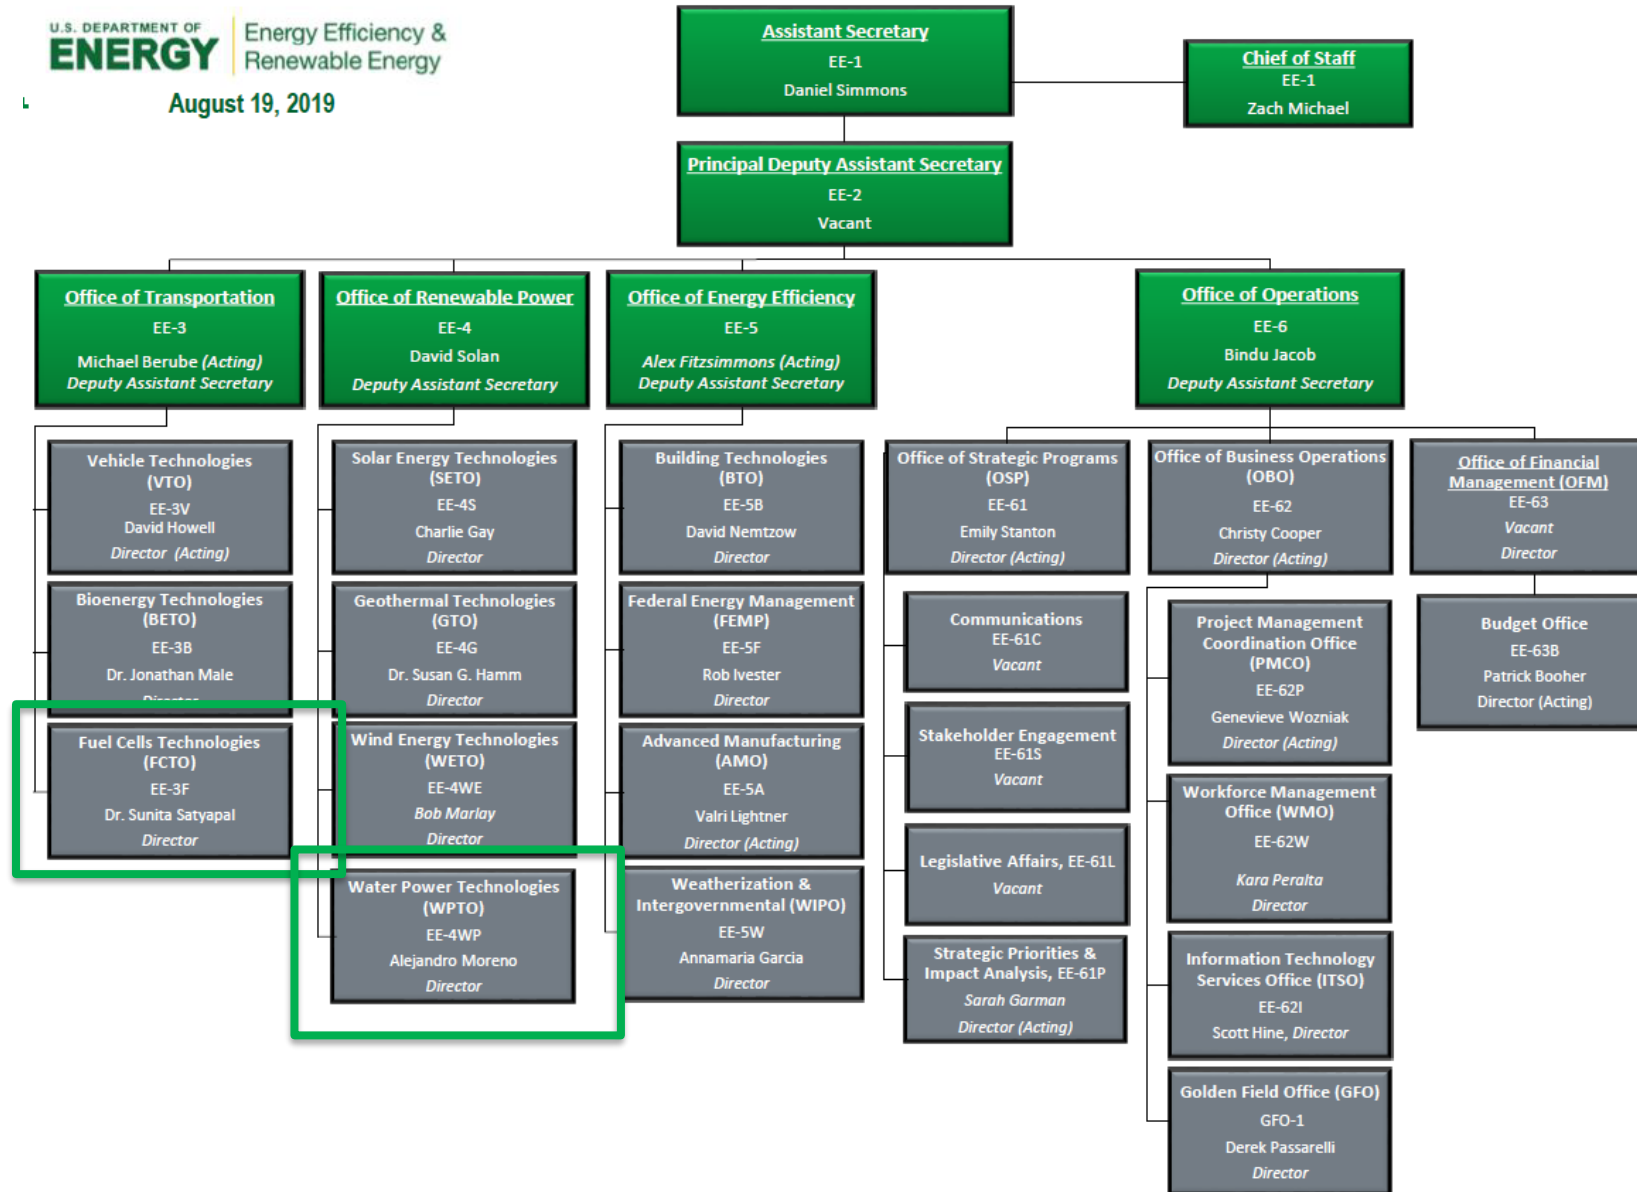 U.S. DEPARTMENT OF
ENERGY
Energy Efficiency &
Renewable Energy
August 19, 2019
Assistant Secretary
EE-1
Daniel Simmons
Chief of Staff
EE-1
Zach Michael
Principal Deputy Assistant Secretary
EE-2
Vacant
Office of Transportation
EE-3
Michael Berube (Acting)
Deputy Assistant Secretary
Office of Renewable Power
EE-4
David Solan
Deputy Assistant Secretary
Office of Energy Efficiency
EE-5
Alex Fitzsimmons (Acting)
Deputy Assistant Secretary
Office of Operations
EE-6
Bindu Jacob
Deputy Assistant Secretary
Vehicle Technologies
(VTO)
EE-3V
David Howell
Director (Acting)
Bioenergy Technologies
(BETO)
EE-3B
Dr. Jonathan Male
Director
Fuel Cells Technologies
(FCTO)
EE-3F
Dr. Sunita Satyapal
Director
Solar Energy Technologies
(SETO)
EE-4S
Charlie Gay
Director
Geothermal Technologies
(GTO)
EE-4G
Dr. Susan G. Hamm
Director
Wind Energy Technologies
(WETO)
EE-4WE
Bob Marlay
Director
Water Power Technologies
(WPTO)
EE-4WP
Alejandro Moreno
Director
Building Technologies
(BTO)
EE-5B
David Nemtzow
Director
Federal Energy Management
(FEMP)
EE-5F
Rob Ivester
Director
Advanced Manufacturing
(AMO)
EE-5A
Valri Lightner
Director (Acting)
Weatherization &
Intergovernmental (WIPO)
EE-5W
Annamaria Garcia
Director
Office of Strategic Programs
(OSP)
EE-61
Emily Stanton
Director (Acting)
Communications
EE-61C
Vacant
Stakeholder Engagement
EE-61S
Vacant
Legislative Affairs, EE-61L
Vacant
Strategic Priorities &
Impact Analysis, EE-61P
Sarah Garman
Director (Acting)
Office of Business Operations
(OBO)
EE-62
Christy Cooper
Director (Acting)
Project Management
Coordination Office
(PMCO)
EE-62P
Genevieve Wozniak
Director (Acting)
Workforce Management
Office (WMO)
EE-62W
Kara Peralta
Director
Information Technology
Services Office (ITSO)
EE-62I
Scott Hine, Director
Golden Field Office (GFO)
GFO-1
Derek Passarelli
Director
Office of Financial
Management (OFM)
EE-63
Vacant
Director
Budget Office
EE-63B
Patrick Booher
Director (Acting)